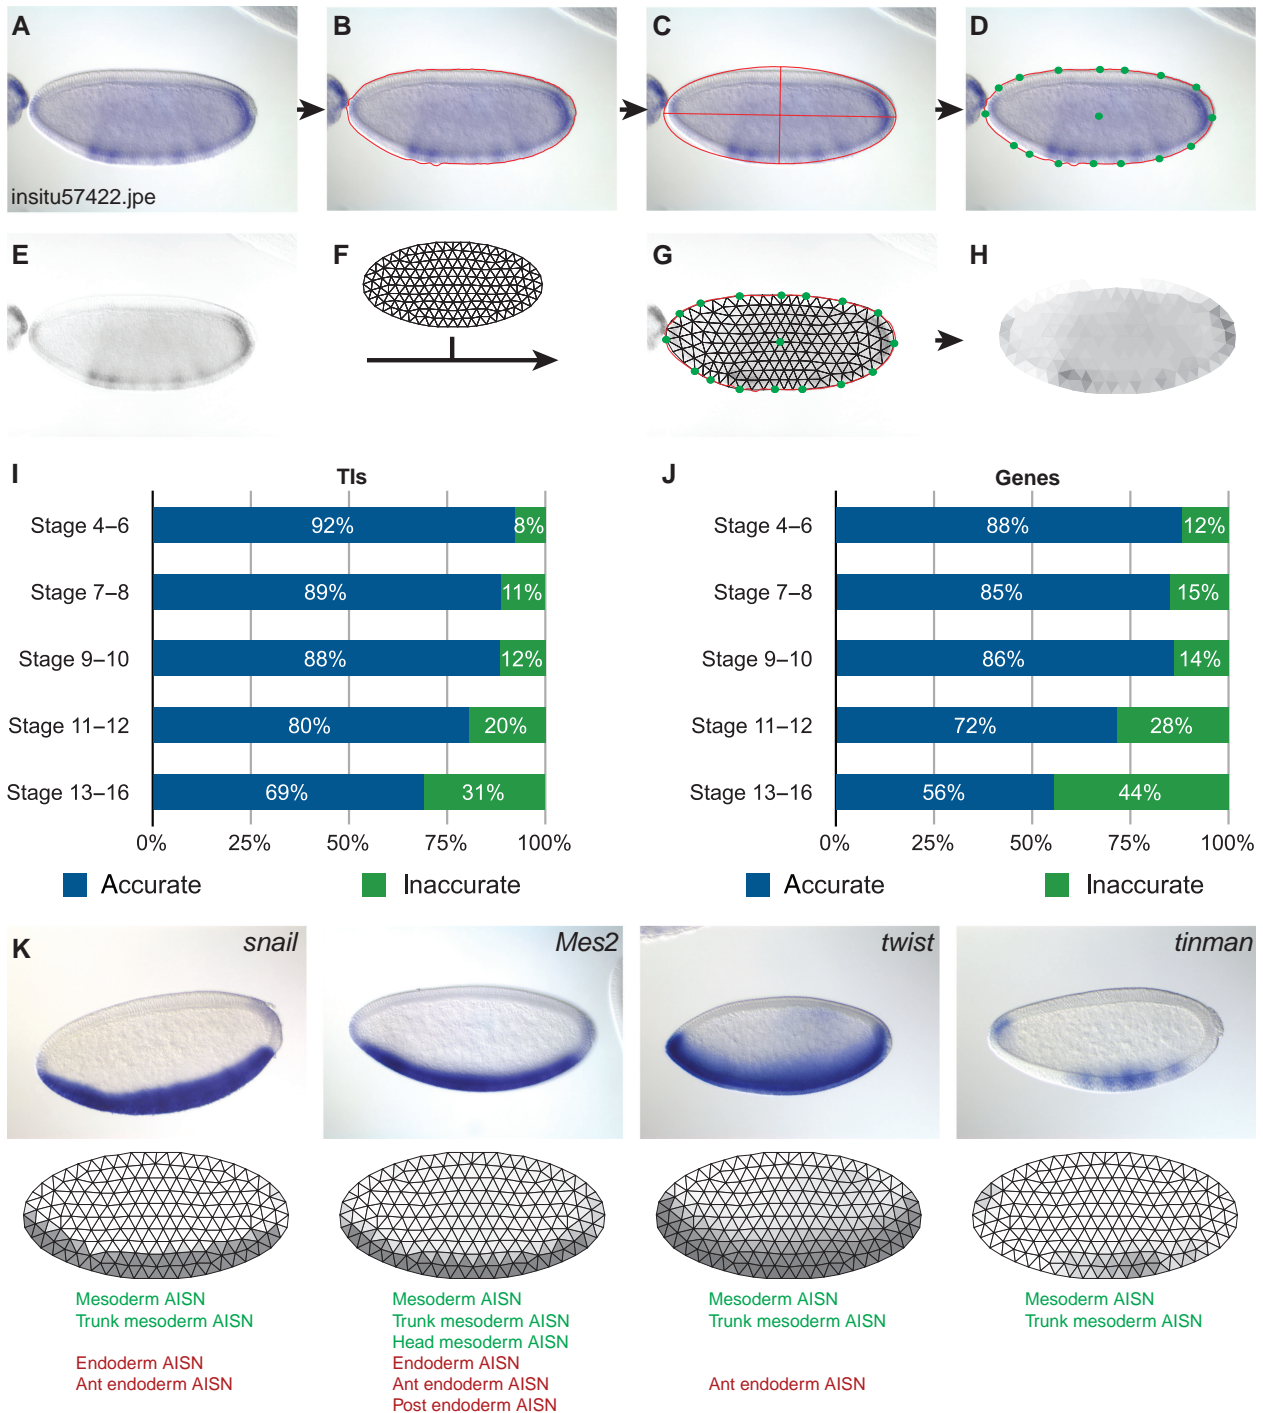 A
B
C
D
insitu57422.jpe
E
F
G
H
I
TIs
Stage 4–6
92%
8%
Stage 7–8
89%
11%
Stage 9–10
88%
12%
Stage 11–12
80%
20%
Stage 13–16
69%
31%
0%
25%
50%
75%
100%
Accurate
Inaccurate
J
Genes
Stage 4–6
88%
12%
Stage 7–8
85%
15%
Stage 9–10
86%
14%
Stage 11–12
72%
28%
Stage 13–16
56%
44%
0%
25%
50%
75%
100%
Accurate
Inaccurate
K
snail
Mes2
twist
tinman
Mesoderm AISN
Trunk mesoderm AISN
Endoderm AISN
Ant endoderm AISN
Mesoderm AISN
Trunk mesoderm AISN
Head mesoderm AISN
Endoderm AISN
Ant endoderm AISN
Post endoderm AISN
Mesoderm AISN
Trunk mesoderm AISN
Ant endoderm AISN
Mesoderm AISN
Trunk mesoderm AISN